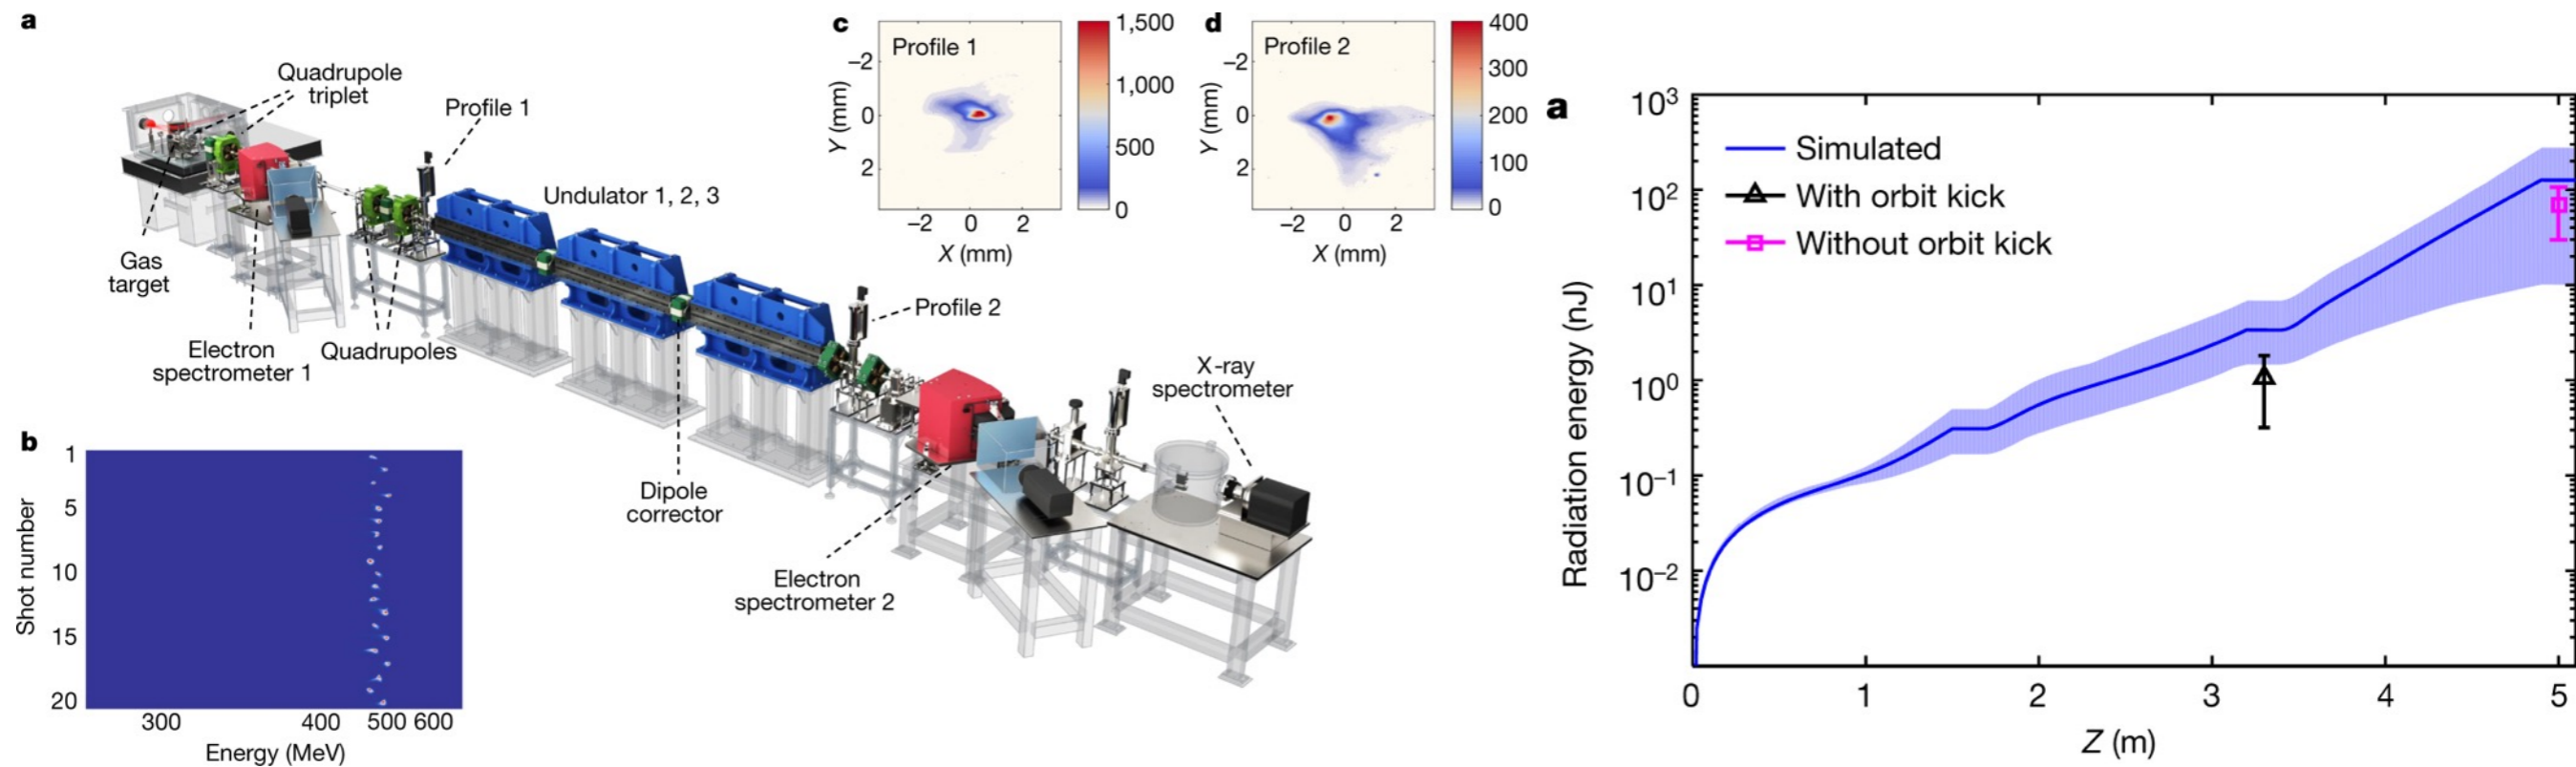 a
Quadrupole
triplet
Profile 1
Undulator 1, 2, 3
Gas
target
Electron
spectrometer 1
Quadrupoles
Profile 2
X-ray
spectrometer
Dipole
corrector
Electron
spectrometer 2
b
1
5
10
15
20
Shot number
300 400 500 600
Energy (MeV)
c
Profile 1
−2
0
2
Y (mm)
−2 0 2
X (mm)
1,500
1,000
500
0
d
Profile 2
−2
0
2
Y (mm)
−2 0 2
X (mm)
400
300
200
100
0
a
10³
10²
10¹
10⁰
10⁻¹
10⁻²
Radiation energy (nJ)
Simulated
With orbit kick
Without orbit kick
0 1 2 3 4 5
Z (m)